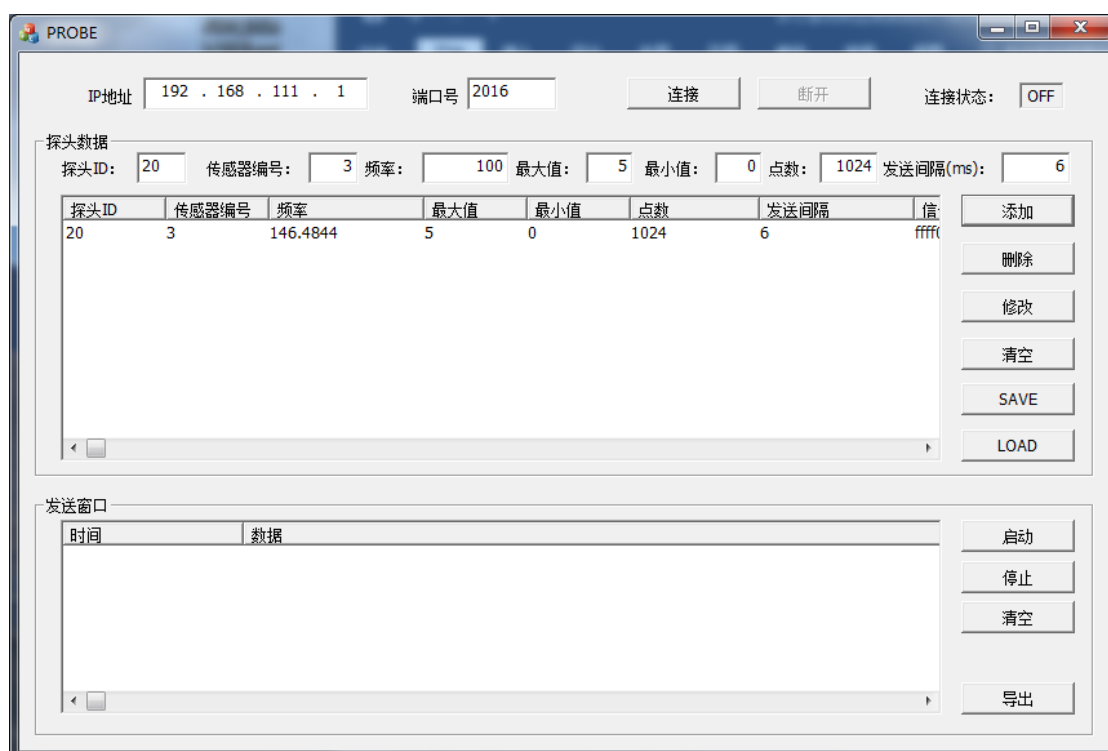 PROBE
IP地址 192 . 168 . 111 . 1 端口号 2016 连接 断开 连接状态： OFF
探头数据
探头ID： 20 传感器编号： 3 频率： 100 最大值： 5 最小值： 0 点数： 1024 发送间隔(ms)： 6
探头ID 传感器编号 频率 最大值 最小值 点数 发送间隔 添加
20 3 146.4844 5 0 1024 6
删除
修改
清空
SAVE
LOAD
发送窗口
时间 数据 启动
停止
清空
导出